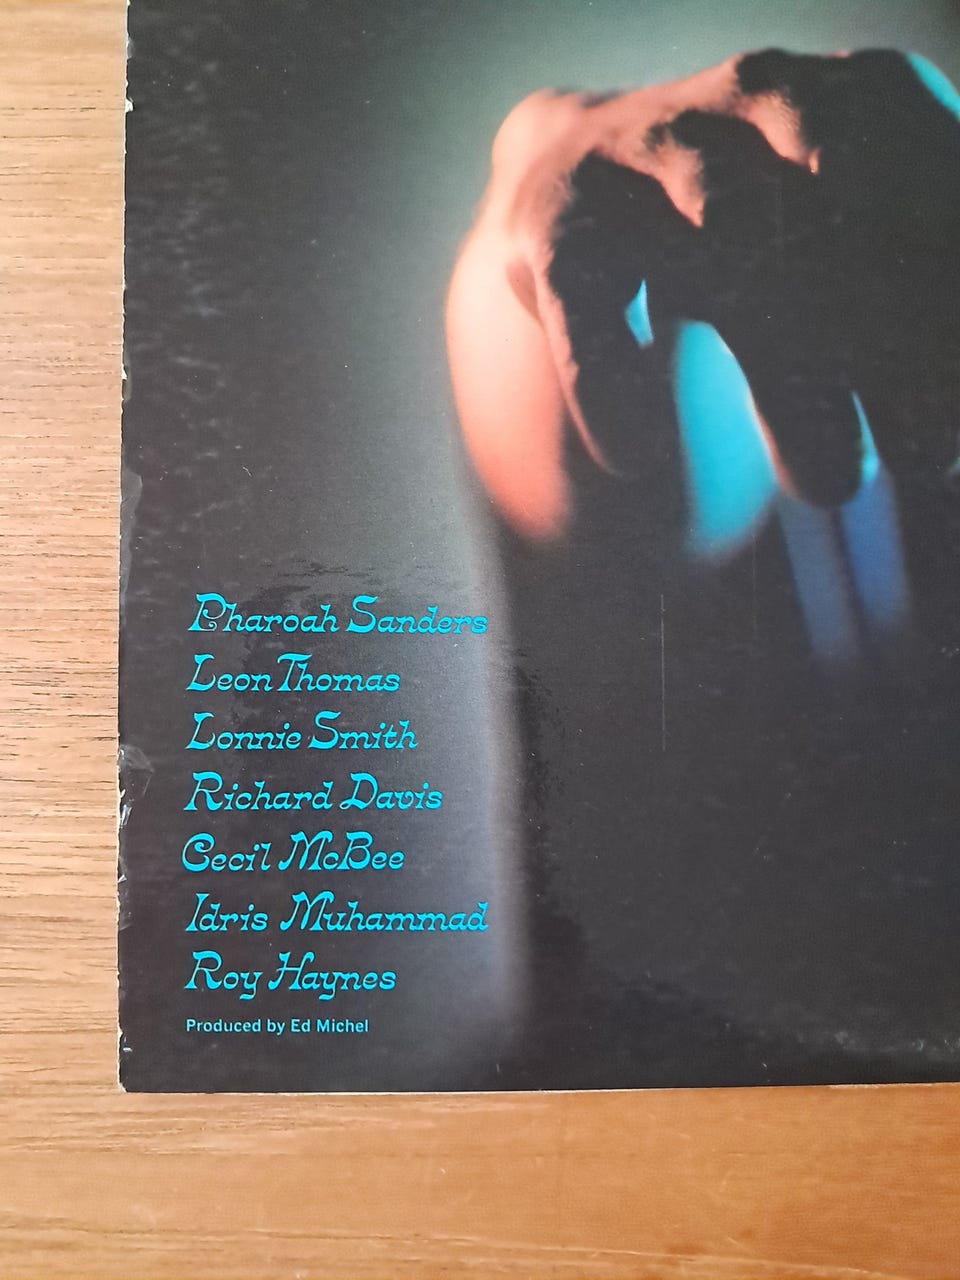 Pharoah Sanders
Leon Thomas
Lonnie Smith
Richard Davis
Cecil McBee
Idris Muhammad
Roy Haynes
Produced by Ed Michel